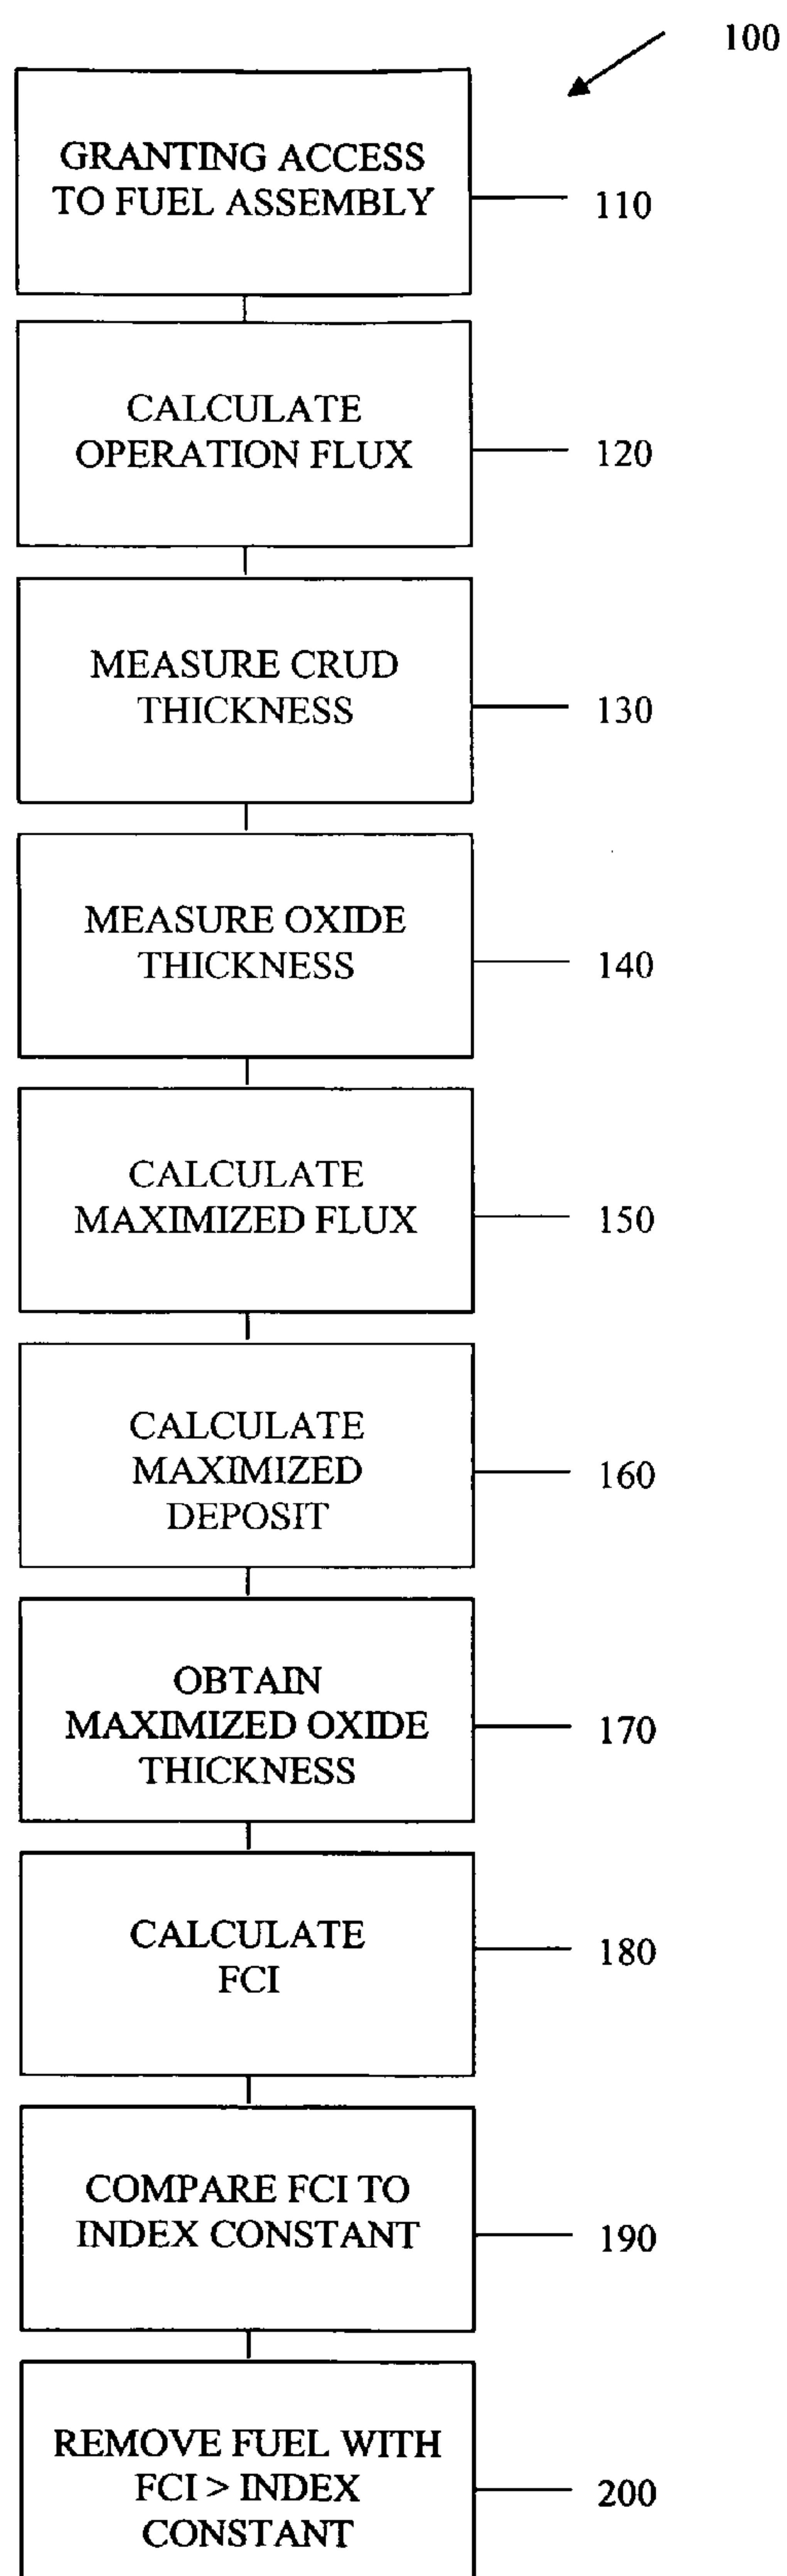 100
GRANTING ACCESS
TO FUEL ASSEMBLY
110
CALCULATE
OPERATION FLUX
120
MEASURE CRUD
THICKNESS
130
MEASURE OXIDE
THICKNESS
140
CALCULATE
MAXIMIZED FLUX
150
CALCULATE
MAXIMIZED
DEPOSIT
160
OBTAIN
MAXIMIZED OXIDE
THICKNESS
170
CALCULATE
FCI
180
COMPARE FCI TO
INDEX CONSTANT
190
REMOVE FUEL WITH
FCI > INDEX
CONSTANT
200